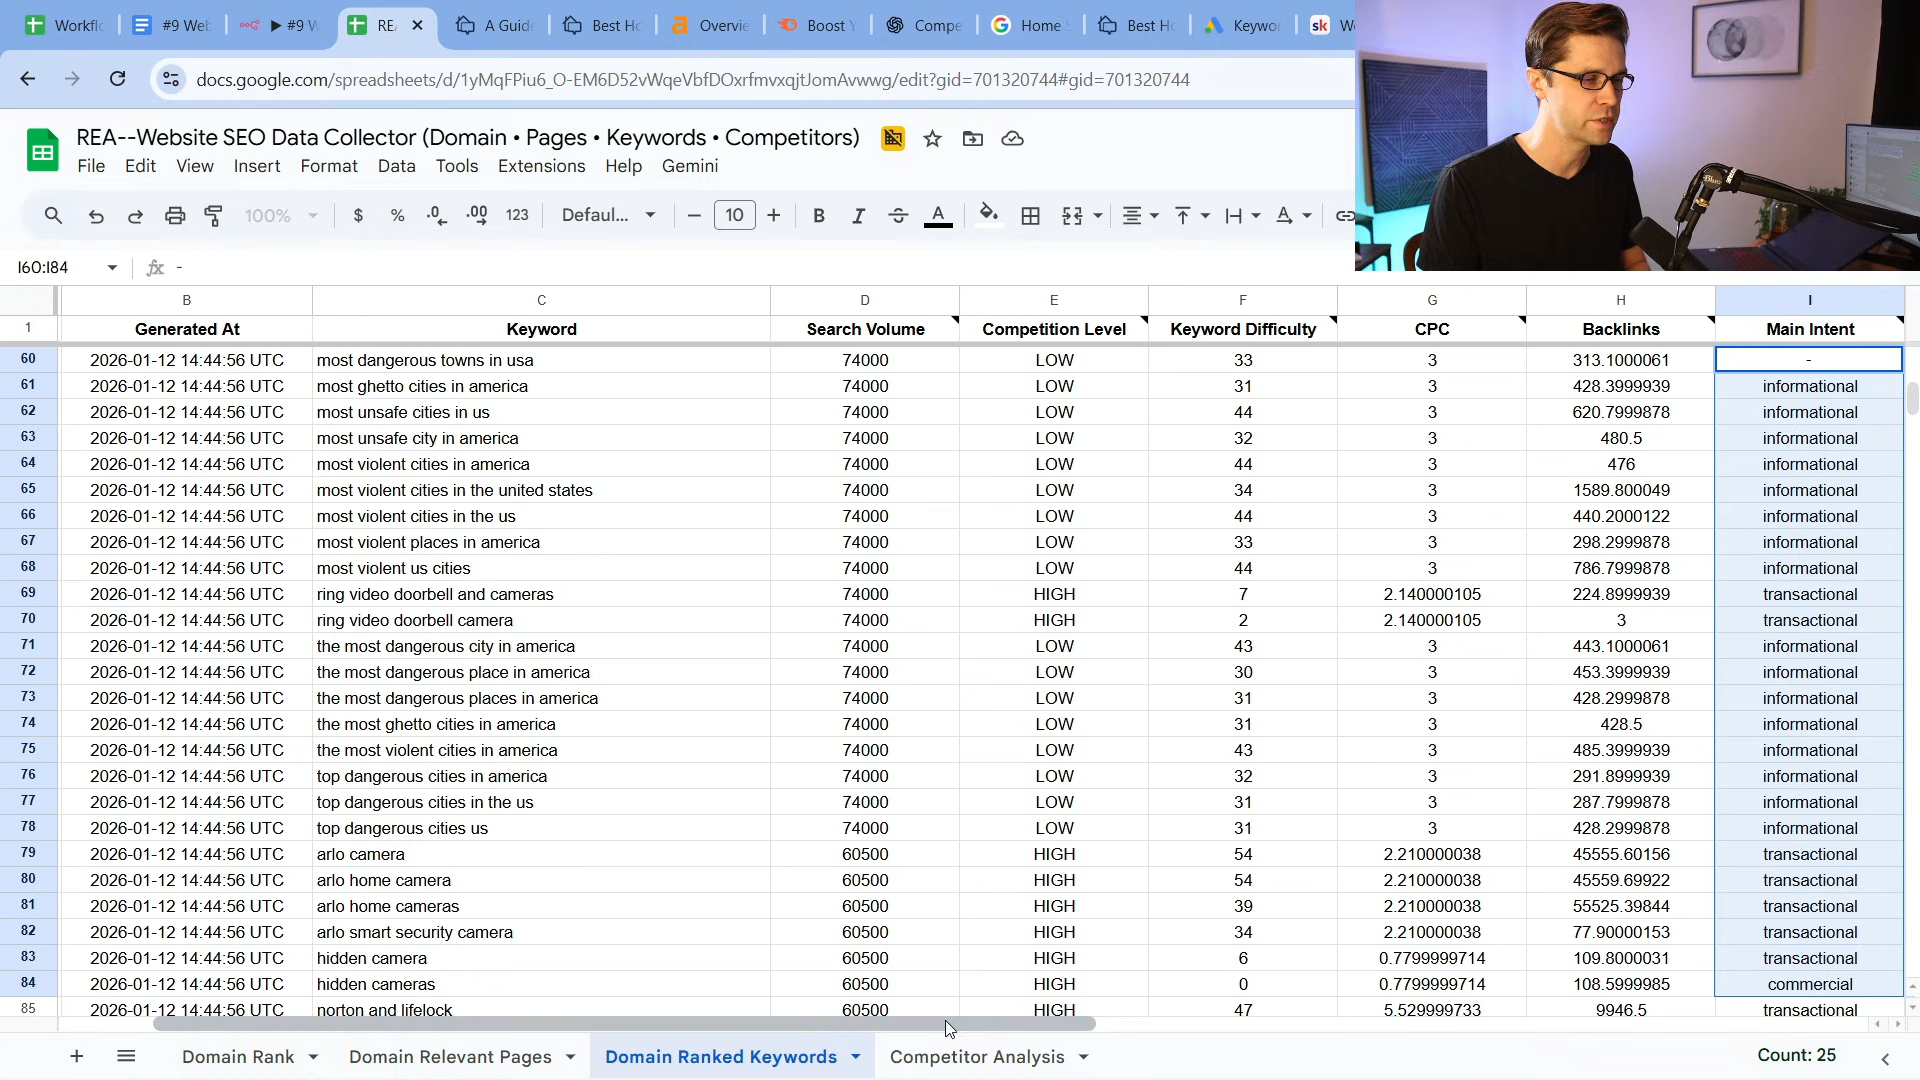 Workflo #9 Web ▶ #9 W RE A Guid Best Ho Overvie Boost Y Compe Home Best Ho Keywor sk We
docs.google.com/spreadsheets/d/1yMqFPiu6_O-EM6D52vWqeVbfDOxrfmvxqjtJomAvwwg/edit?gid=701320744#gid=701320744
REA--Website SEO Data Collector (Domain • Pages • Keywords • Competitors)
File Edit View Insert Format Data Tools Extensions Help Gemini
100% $ % .0 .00 123 Defaul... − 10 + B I S A
I60:I84 fx -
B C D E F G H I
1 Generated At Keyword Search Volume Competition Level Keyword Difficulty CPC Backlinks Main Intent
60 2026-01-12 14:44:56 UTC most dangerous towns in usa 74000 LOW 33 3 313.1000061 -
61 2026-01-12 14:44:56 UTC most ghetto cities in america 74000 LOW 31 3 428.3999939 informational
62 2026-01-12 14:44:56 UTC most unsafe cities in us 74000 LOW 44 3 620.7999878 informational
63 2026-01-12 14:44:56 UTC most unsafe city in america 74000 LOW 32 3 480.5 informational
64 2026-01-12 14:44:56 UTC most violent cities in america 74000 LOW 44 3 476 informational
65 2026-01-12 14:44:56 UTC most violent cities in the united states 74000 LOW 34 3 1589.800049 informational
66 2026-01-12 14:44:56 UTC most violent cities in the us 74000 LOW 44 3 440.2000122 informational
67 2026-01-12 14:44:56 UTC most violent places in america 74000 LOW 33 3 298.2999878 informational
68 2026-01-12 14:44:56 UTC most violent us cities 74000 LOW 44 3 786.7999878 informational
69 2026-01-12 14:44:56 UTC ring video doorbell and cameras 74000 HIGH 7 2.140000105 224.8999939 transactional
70 2026-01-12 14:44:56 UTC ring video doorbell camera 74000 HIGH 2 2.140000105 3 transactional
71 2026-01-12 14:44:56 UTC the most dangerous city in america 74000 LOW 43 3 443.1000061 informational
72 2026-01-12 14:44:56 UTC the most dangerous place in america 74000 LOW 30 3 453.3999939 informational
73 2026-01-12 14:44:56 UTC the most dangerous places in america 74000 LOW 31 3 428.2999878 informational
74 2026-01-12 14:44:56 UTC the most ghetto cities in america 74000 LOW 31 3 428.5 informational
75 2026-01-12 14:44:56 UTC the most violent cities in america 74000 LOW 43 3 485.3999939 informational
76 2026-01-12 14:44:56 UTC top dangerous cities in america 74000 LOW 32 3 291.8999939 informational
77 2026-01-12 14:44:56 UTC top dangerous cities in the us 74000 LOW 31 3 287.7999878 informational
78 2026-01-12 14:44:56 UTC top dangerous cities us 74000 LOW 31 3 428.2999878 informational
79 2026-01-12 14:44:56 UTC arlo camera 60500 HIGH 54 2.210000038 45555.60156 transactional
80 2026-01-12 14:44:56 UTC arlo home camera 60500 HIGH 54 2.210000038 45559.69922 transactional
81 2026-01-12 14:44:56 UTC arlo home cameras 60500 HIGH 39 2.210000038 55525.39844 transactional
82 2026-01-12 14:44:56 UTC arlo smart security camera 60500 HIGH 34 2.210000038 77.90000153 transactional
83 2026-01-12 14:44:56 UTC hidden camera 60500 HIGH 6 0.7799999714 109.8000031 transactional
84 2026-01-12 14:44:56 UTC hidden cameras 60500 HIGH 0 0.7799999714 108.5999985 commercial
85 2026-01-12 14:44:56 UTC norton and lifelock 60500 HIGH 47 5.529999733 9946.5 transactional
+ Domain Rank Domain Relevant Pages Domain Ranked Keywords Competitor Analysis Count: 25